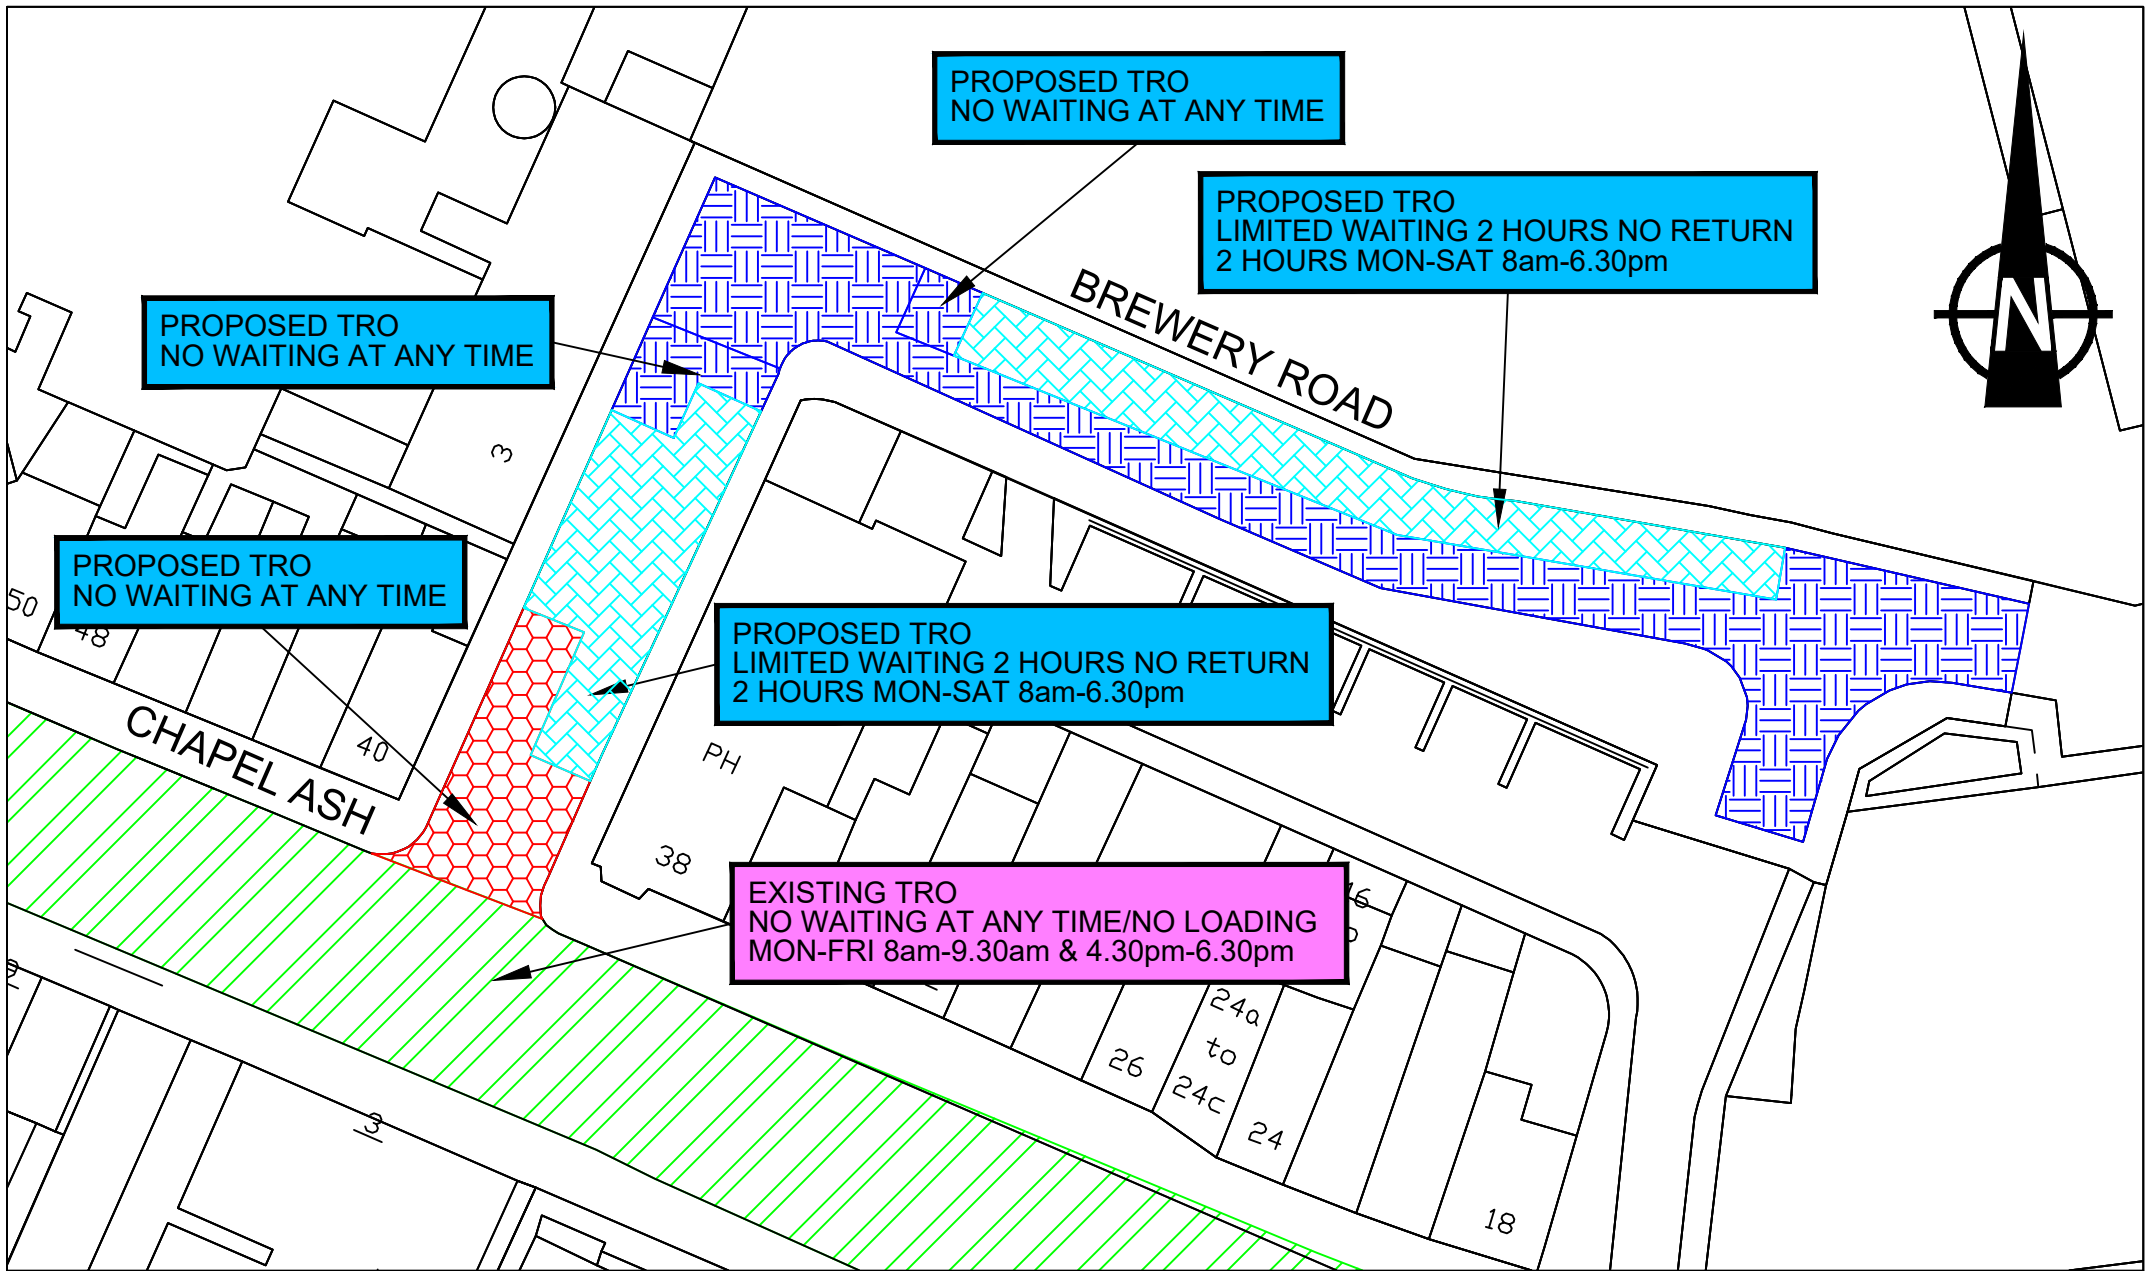 PROPOSED TRO
NO WAITING AT ANY TIME
PROPOSED TRO
LIMITED WAITING 2 HOURS NO RETURN
2 HOURS MON-SAT 8am-6.30pm
N
BREWERY ROAD
PROPOSED TRO
NO WAITING AT ANY TIME
3
PROPOSED TRO
NO WAITING AT ANY TIME
50
48
40
CHAPEL ASH
PROPOSED TRO
LIMITED WAITING 2 HOURS NO RETURN
2 HOURS MON-SAT 8am-6.30pm
PH
38
EXISTING TRO
NO WAITING AT ANY TIME/NO LOADING
MON-FRI 8am-9.30am & 4.30pm-6.30pm
24a
to
24c
26
24
18
3